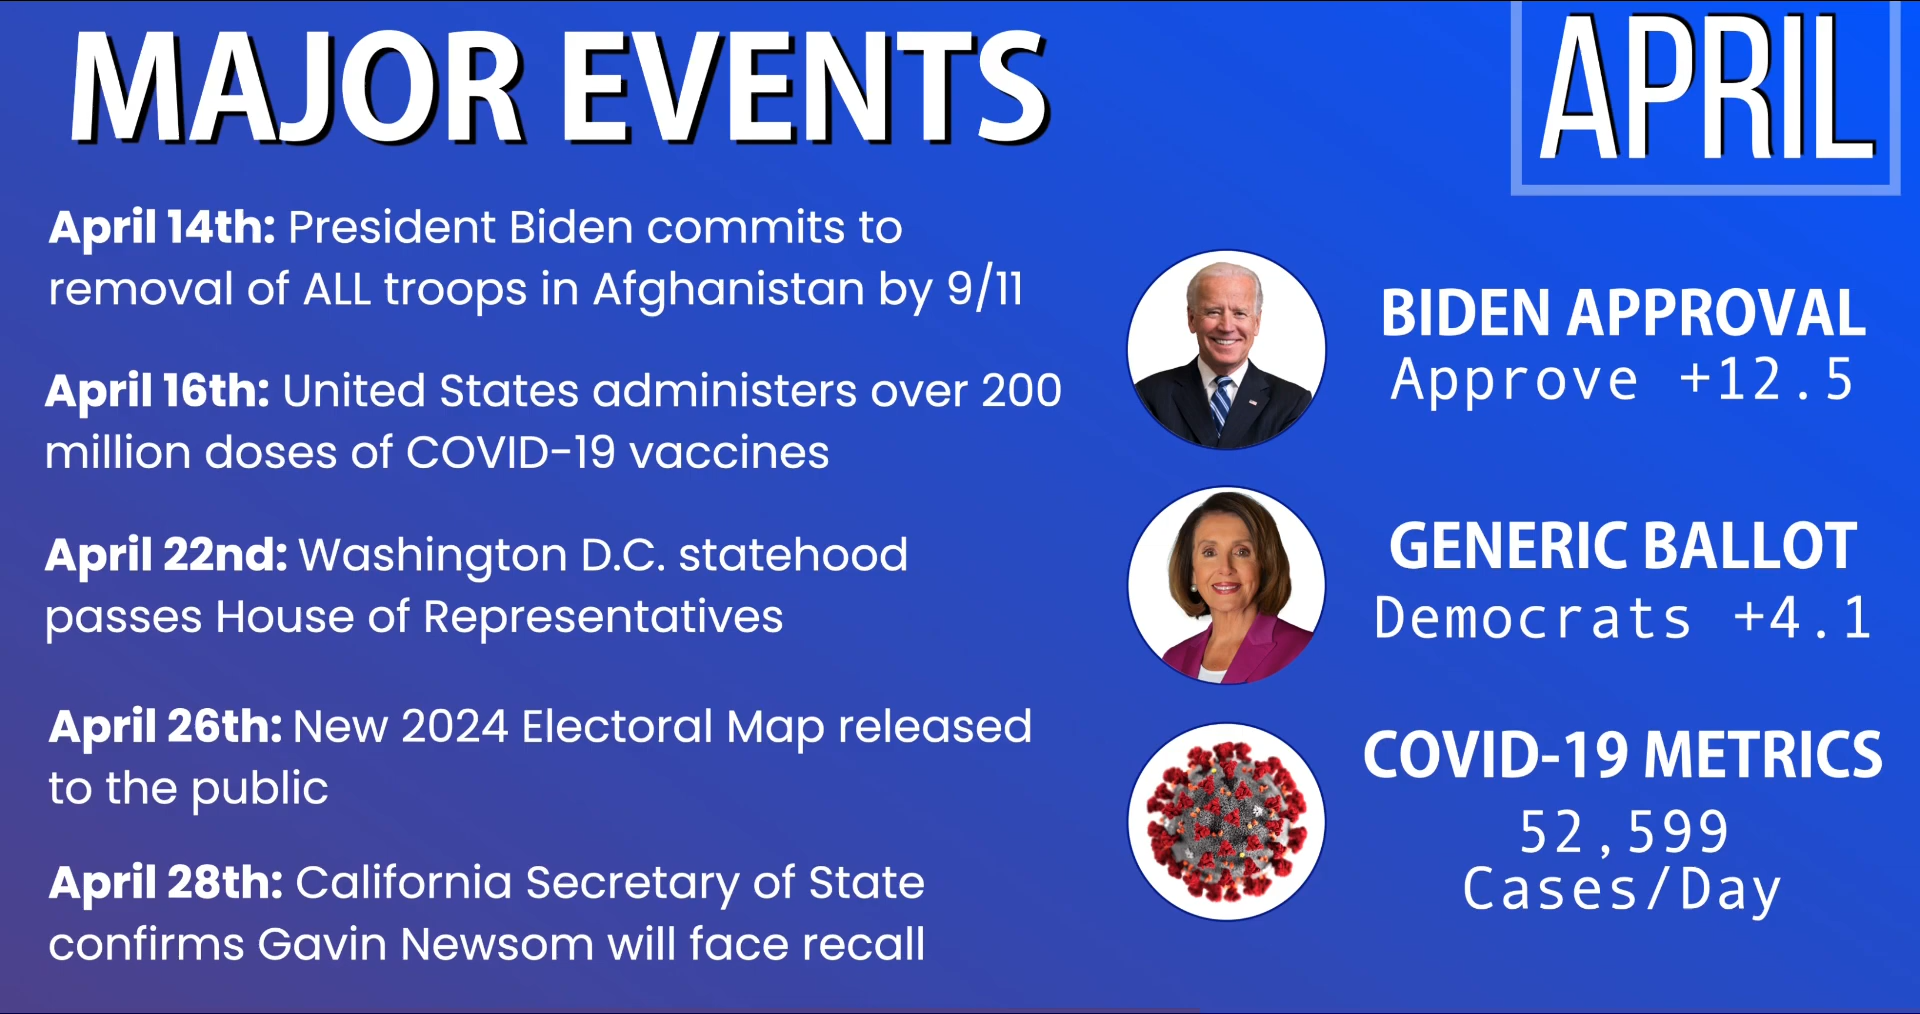 MAJOR EVENTS
APRIL
April 14th: President Biden commits to
removal of ALL troops in Afghanistan by 9/11
April 16th: United States administers over 200
million doses of COVID-19 vaccines
April 22nd: Washington D.C. statehood
passes House of Representatives
April 26th: New 2024 Electoral Map released
to the public
April 28th: California Secretary of State
confirms Gavin Newsom will face recall
BIDEN APPROVAL
Approve +12.5
GENERIC BALLOT
Democrats +4.1
COVID-19 METRICS
52,599
Cases/Day